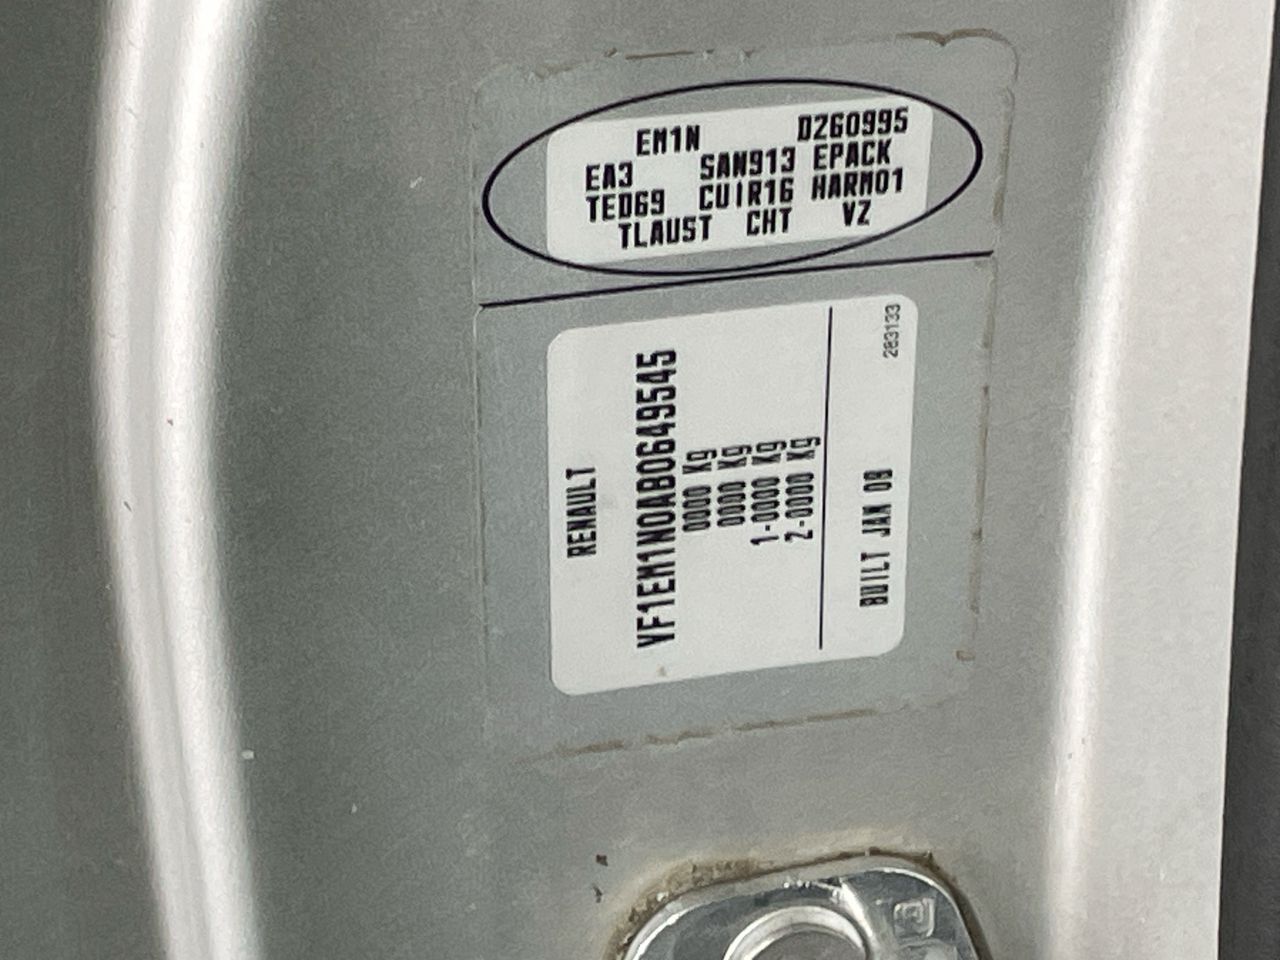 EM1N D260995
EA3 SAN913 EPACK
TED69 CUIR16 HARM01
TLAUST CHT VZ
RENAULT
VF1EM1N0AB0649545
0000 Kg
0000 Kg
1-0000 Kg
2-0000 Kg
BUILT JAN 08
283133